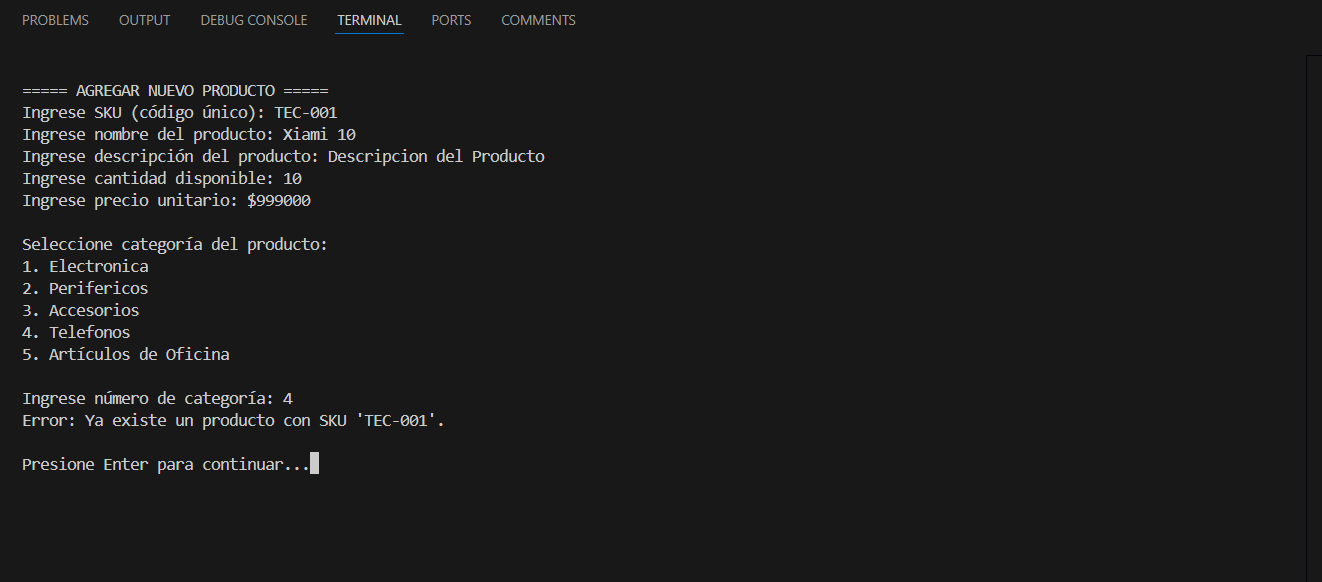 PROBLEMS OUTPUT DEBUG CONSOLE TERMINAL PORTS COMMENTS
===== AGREGAR NUEVO PRODUCTO =====
Ingrese SKU (código único): TEC-001
Ingrese nombre del producto: Xiami 10
Ingrese descripción del producto: Descripcion del Producto
Ingrese cantidad disponible: 10
Ingrese precio unitario: $999000
Seleccione categoría del producto:
1. Electronica
2. Perifericos
3. Accesorios
4. Telefonos
5. Artículos de Oficina
Ingrese número de categoría: 4
Error: Ya existe un producto con SKU 'TEC-001'.
Presione Enter para continuar...